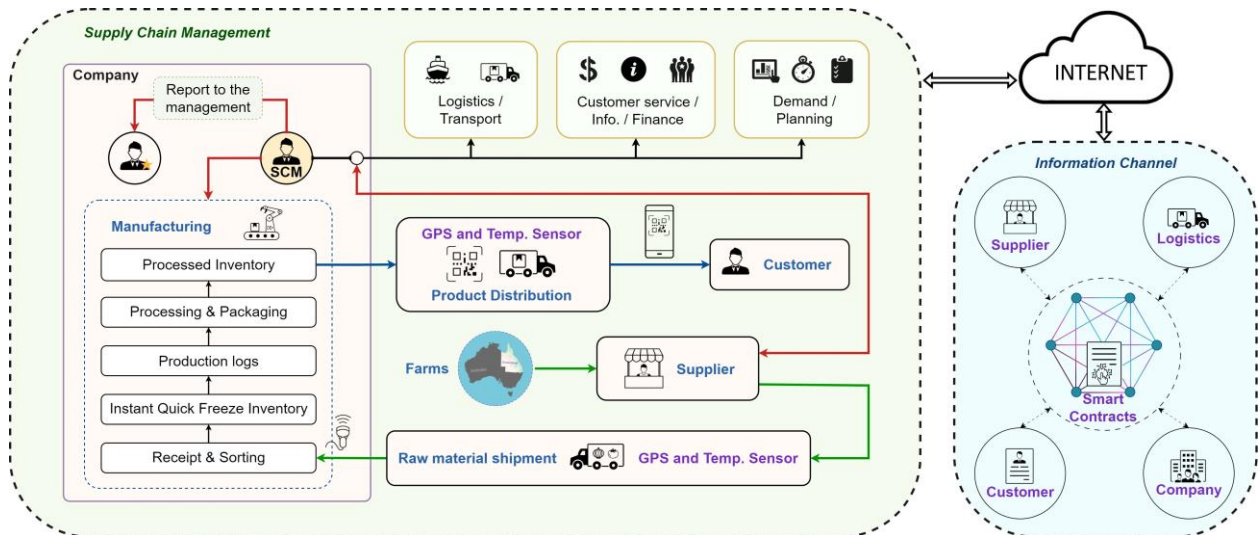 Supply Chain Management
Company
Report to the
management
SCM
Logistics /
Transport
Customer service /
Info. / Finance
Demand /
Planning
INTERNET
Manufacturing
Processed Inventory
Processing & Packaging
Production logs
Instant Quick Freeze Inventory
Receipt & Sorting
GPS and Temp. Sensor
Product Distribution
Customer
Farms
Supplier
Raw material shipment
GPS and Temp. Sensor
Information Channel
Supplier
Logistics
Smart
Contracts
Customer
Company